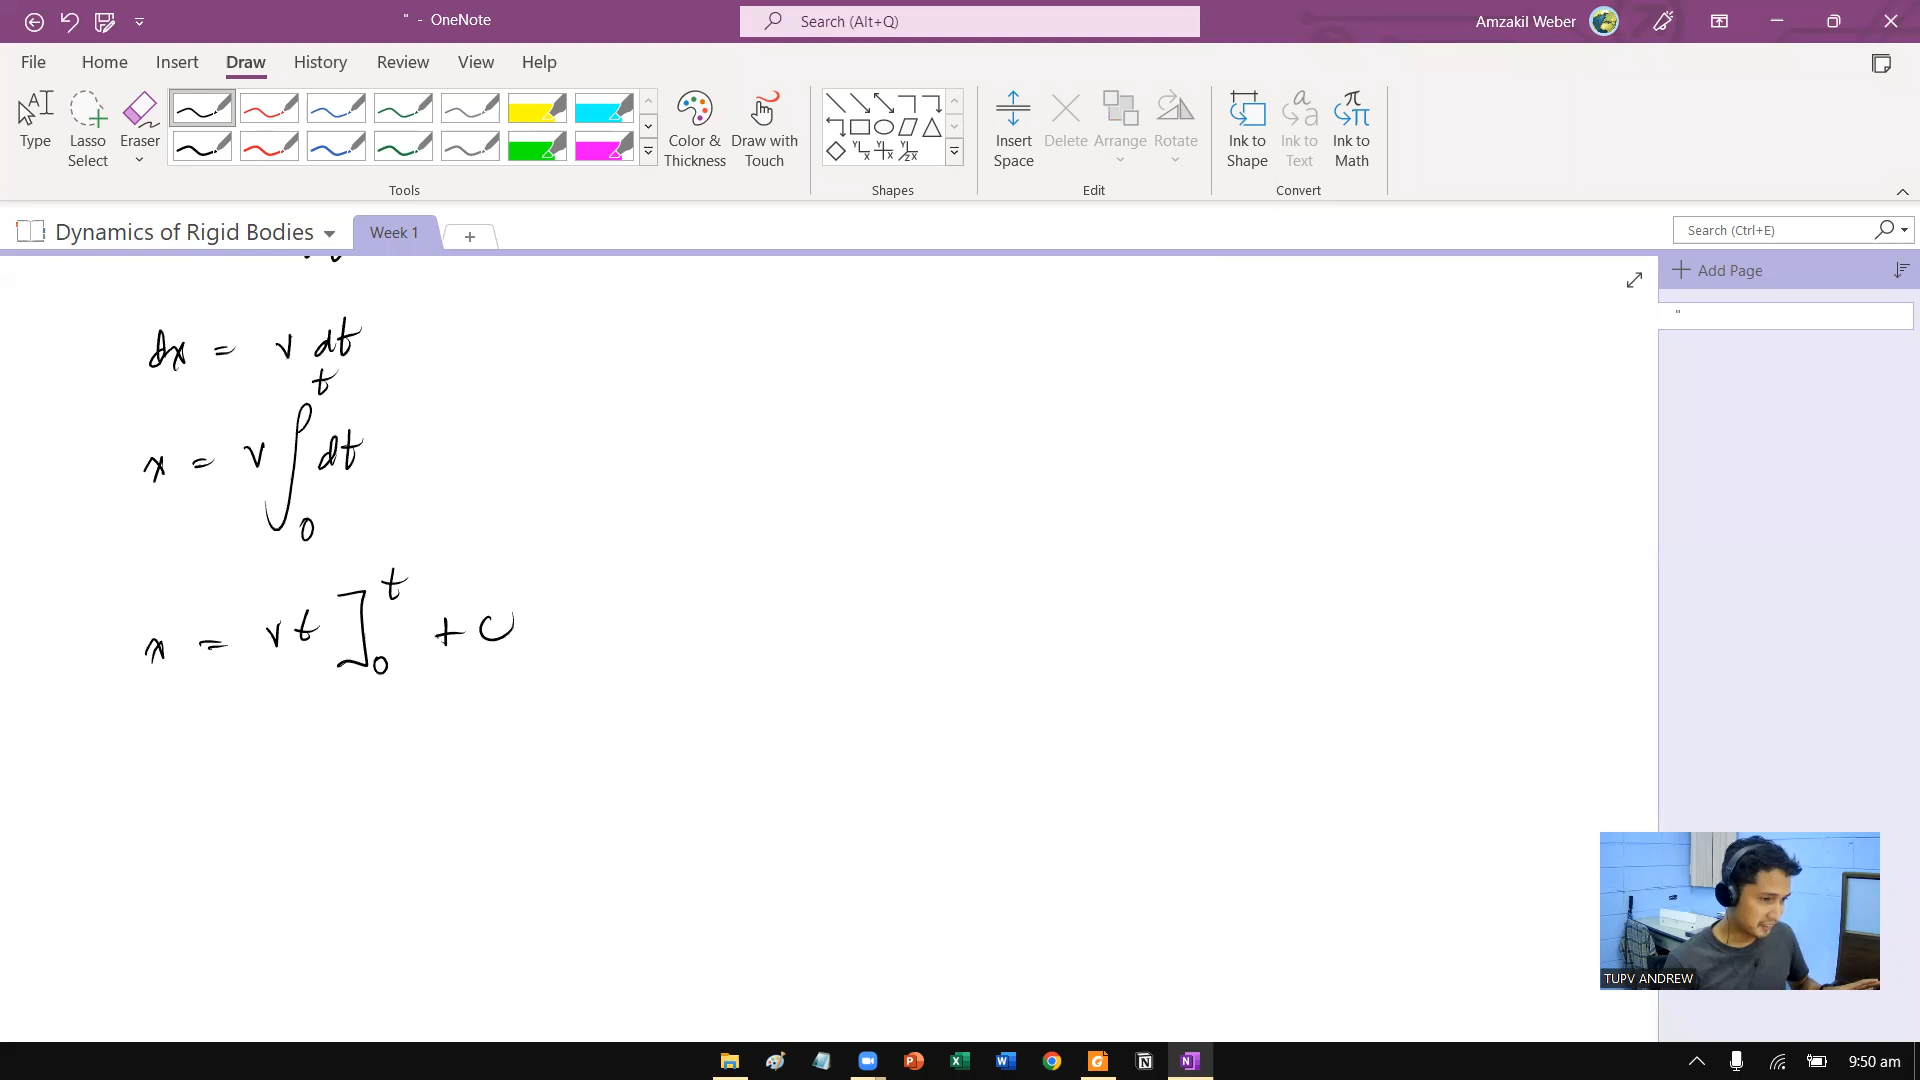 " - OneNote
Search (Alt+Q)
Amzakil Weber
File Home Insert Draw History Review View Help
Type
Lasso Select
Eraser
Color & Thickness
Draw with Touch
Insert Space
Delete
Arrange
Rotate
Ink to Shape
Ink to Text
Ink to Math
Tools
Shapes
Edit
Convert
Dynamics of Rigid Bodies
Week 1
Search (Ctrl+E)
Add Page
"
dx = v dt
t
x = v ∫ dt
0
x = vt ]₀ᵗ + C
TUPV ANDREW
9:50 am